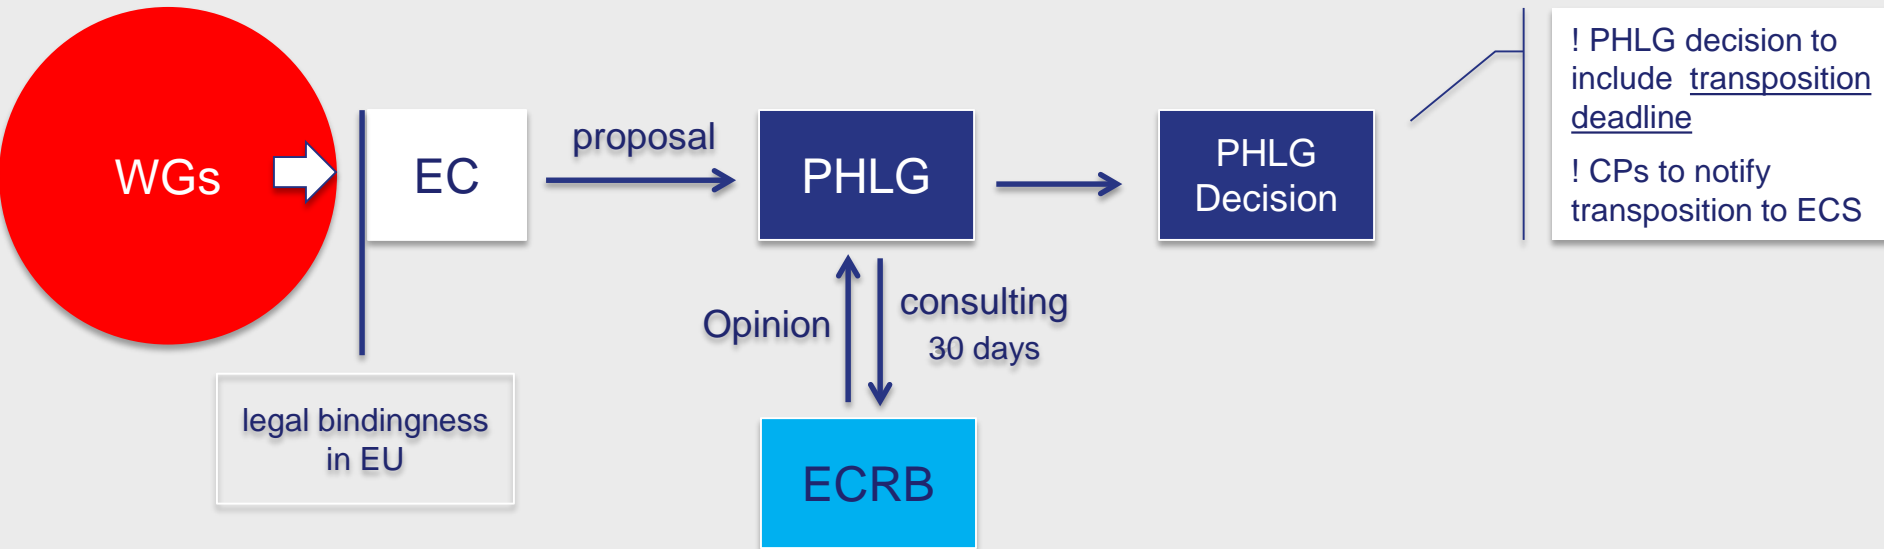 WGs
EC
proposal
PHLG
PHLG
Decision
! PHLG decision to
include transposition
deadline
! CPs to notify
transposition to ECS
Opinion
consulting
30 days
legal bindingness
in EU
ECRB